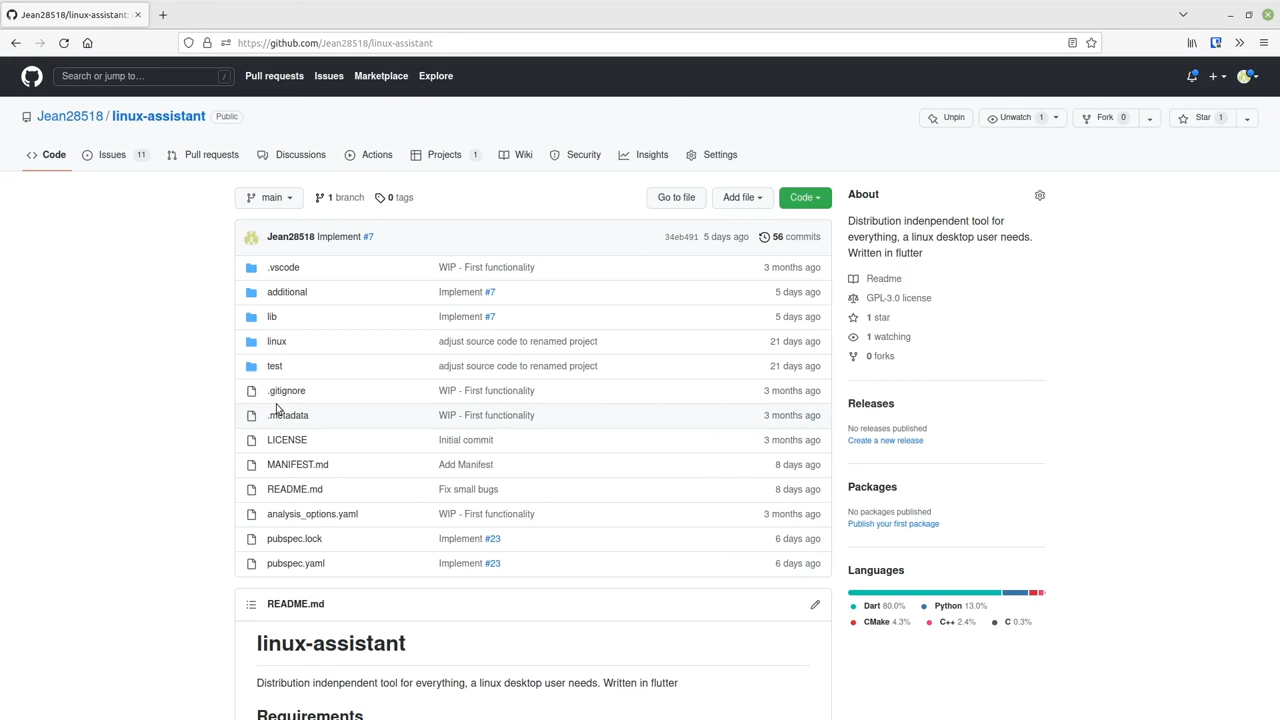 Jean28518/linux-assistant:
https://github.com/Jean28518/linux-assistant
Search or jump to…
/
Pull requests
Issues
Marketplace
Explore
Jean28518 / linux-assistant
Public
Unpin
Unwatch 1
Fork 0
Star 1
Code
Issues 11
Pull requests
Discussions
Actions
Projects 1
Wiki
Security
Insights
Settings
main
1 branch
0 tags
Go to file
Add file
Code
Jean28518 Implement #7
34eb491 5 days ago
56 commits
.vscode WIP - First functionality 3 months ago
additional Implement #7 5 days ago
lib Implement #7 5 days ago
linux adjust source code to renamed project 21 days ago
test adjust source code to renamed project 21 days ago
.gitignore WIP - First functionality 3 months ago
.metadata WIP - First functionality 3 months ago
LICENSE Initial commit 3 months ago
MANIFEST.md Add Manifest 8 days ago
README.md Fix small bugs 8 days ago
analysis_options.yaml WIP - First functionality 3 months ago
pubspec.lock Implement #23 6 days ago
pubspec.yaml Implement #23 6 days ago
README.md
linux-assistant
Distribution indenpendent tool for everything, a linux desktop user needs. Written in flutter
Requirements
About
Distribution indenpendent tool for
everything, a linux desktop user needs.
Written in flutter
Readme
GPL-3.0 license
1 star
1 watching
0 forks
Releases
No releases published
Create a new release
Packages
No packages published
Publish your first package
Languages
Dart 80.0% Python 13.0%
CMake 4.3% C++ 2.4% C 0.3%